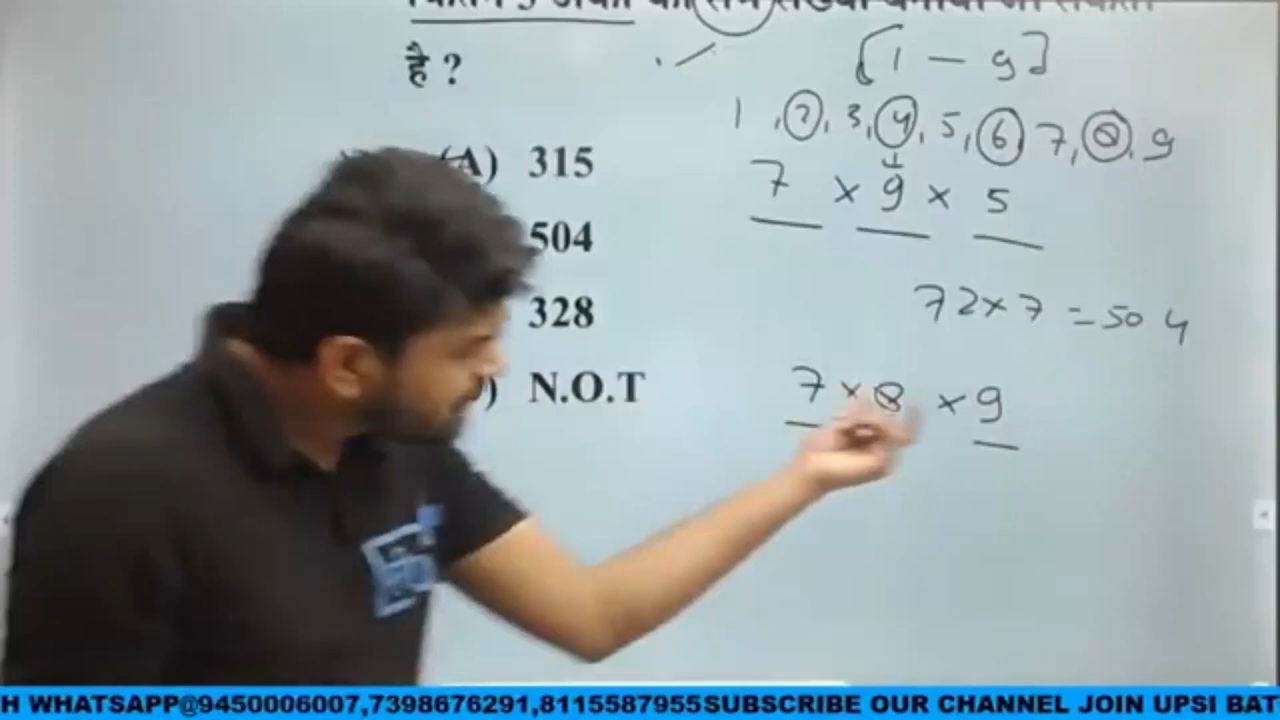 है ?
[1 - 9]
1, 2, 3, 4, 5, 6, 7, 8, 9
(A) 315
7 × 9 × 5
504
72×7 = 504
328
7 × 8 × 9
) N.O.T
H WHATSAPP@9450006007,7398676291,8115587955SUBSCRIBE OUR CHANNEL JOIN UPSI BAT